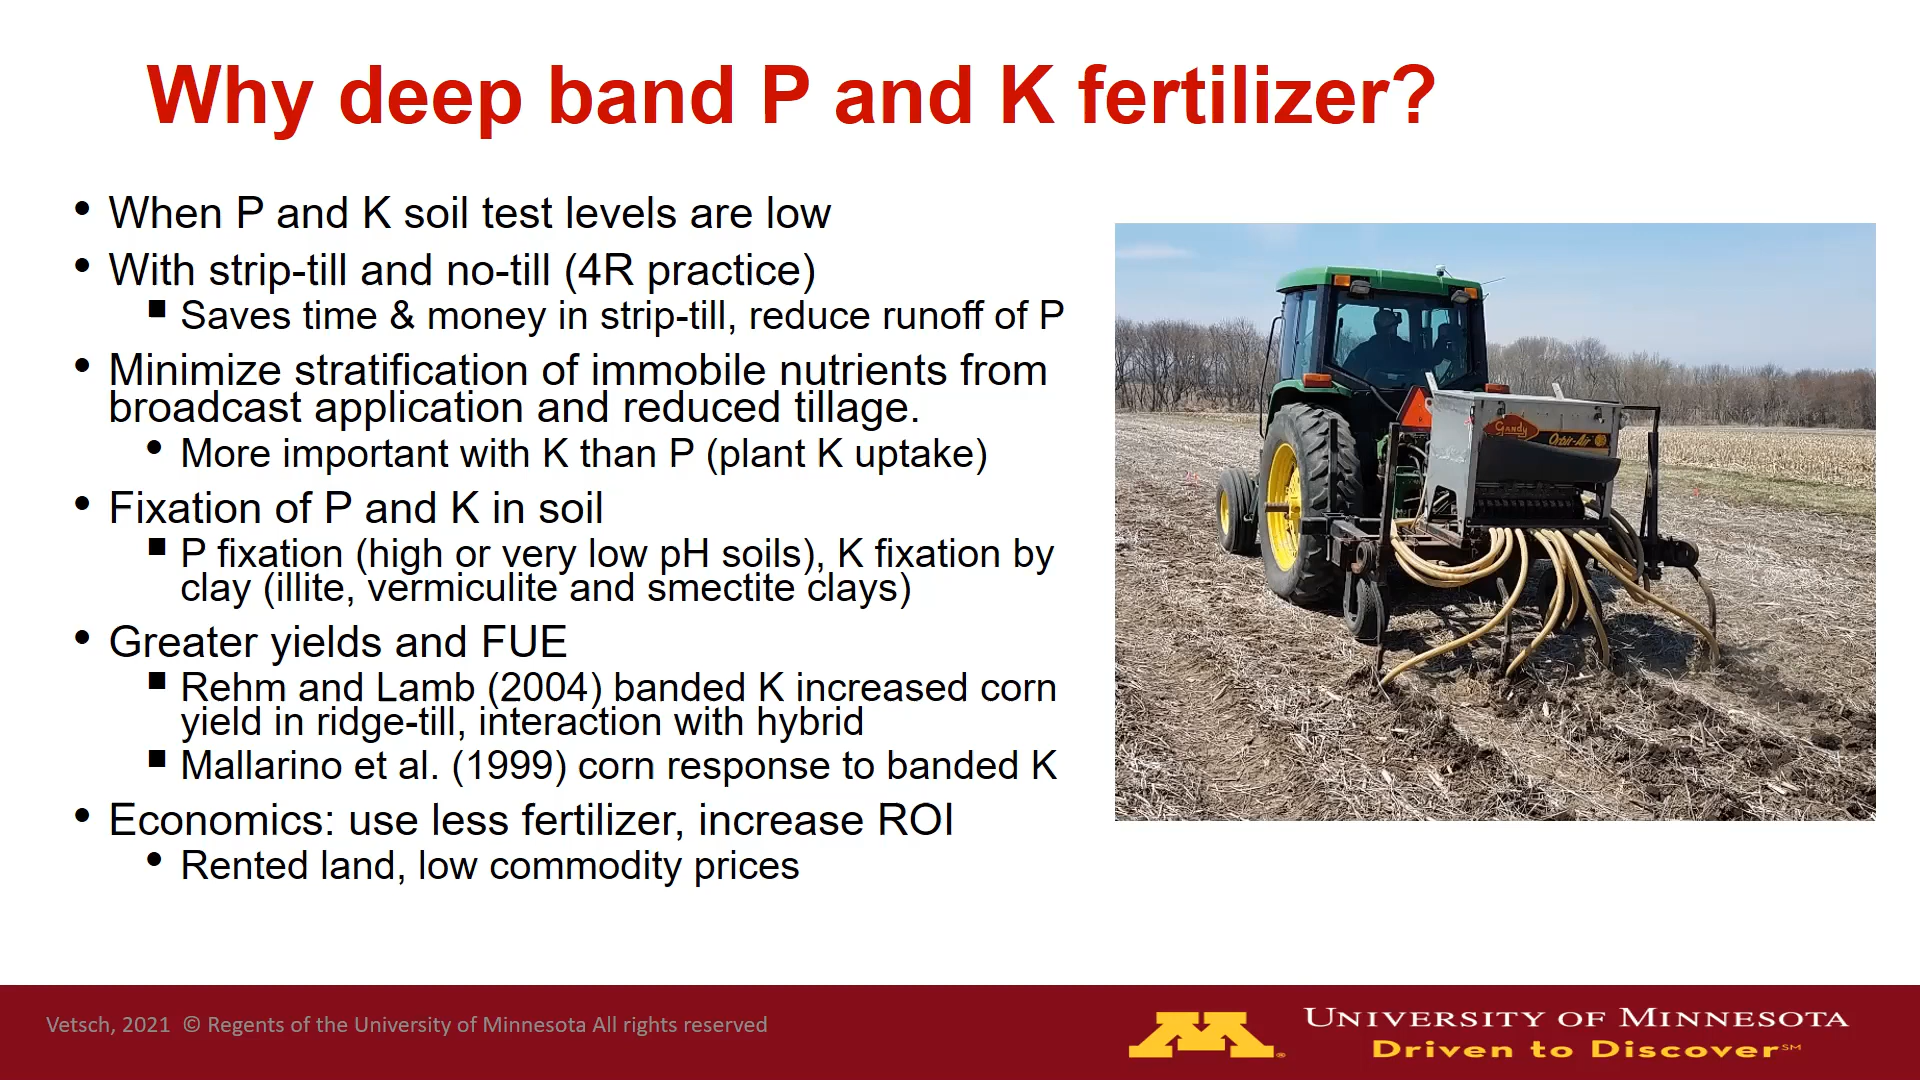 Why deep band P and K fertilizer?
• When P and K soil test levels are low
• With strip-till and no-till (4R practice)
▪ Saves time & money in strip-till, reduce runoff of P
• Minimize stratification of immobile nutrients from
broadcast application and reduced tillage.
• More important with K than P (plant K uptake)
• Fixation of P and K in soil
▪ P fixation (high or very low pH soils), K fixation by
clay (illite, vermiculite and smectite clays)
• Greater yields and FUE
▪ Rehm and Lamb (2004) banded K increased corn
yield in ridge-till, interaction with hybrid
▪ Mallarino et al. (1999) corn response to banded K
• Economics: use less fertilizer, increase ROI
• Rented land, low commodity prices
Gandy
Orbit-Air
Vetsch, 2021 © Regents of the University of Minnesota All rights reserved
M®
UNIVERSITY OF MINNESOTA
Driven to Discover℠